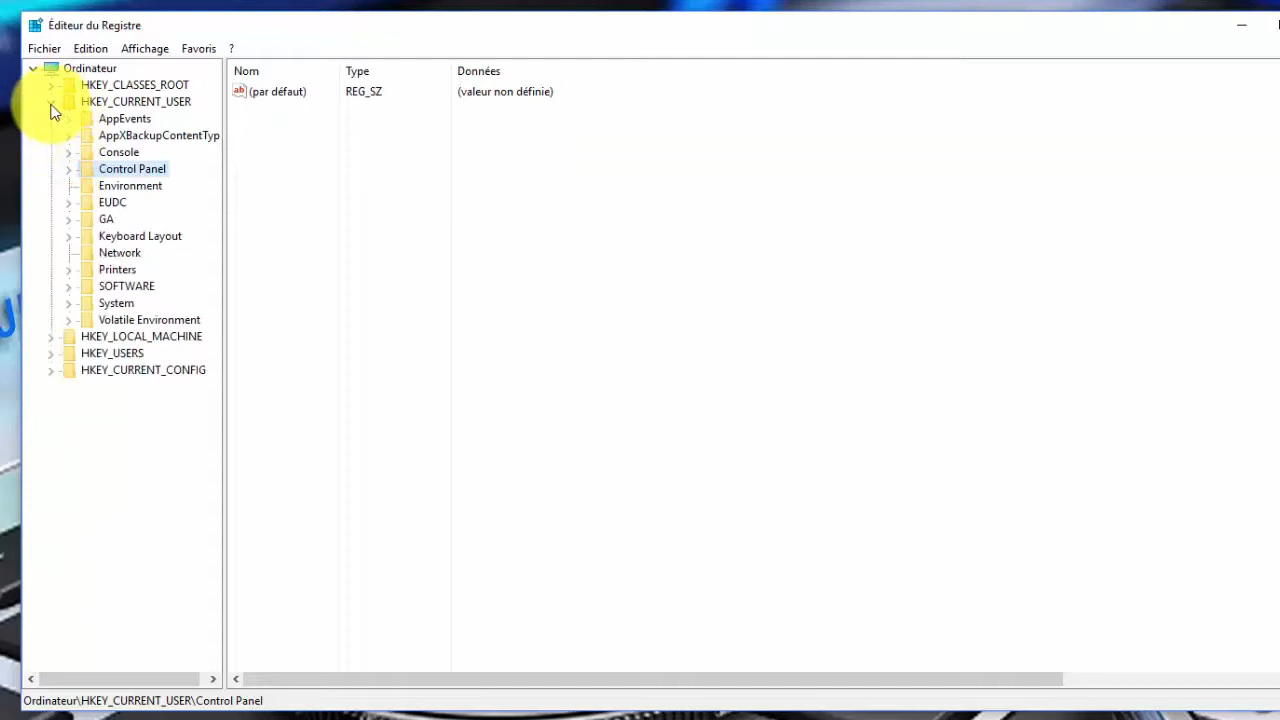 Éditeur du Registre
Fichier Edition Affichage Favoris ?
Ordinateur
HKEY_CLASSES_ROOT
HKEY_CURRENT_USER
AppEvents
AppXBackupContentTyp
Console
Control Panel
Environment
EUDC
GA
Keyboard Layout
Network
Printers
SOFTWARE
System
Volatile Environment
HKEY_LOCAL_MACHINE
HKEY_USERS
HKEY_CURRENT_CONFIG
Nom Type Données
(par défaut) REG_SZ (valeur non définie)
Ordinateur\HKEY_CURRENT_USER\Control Panel